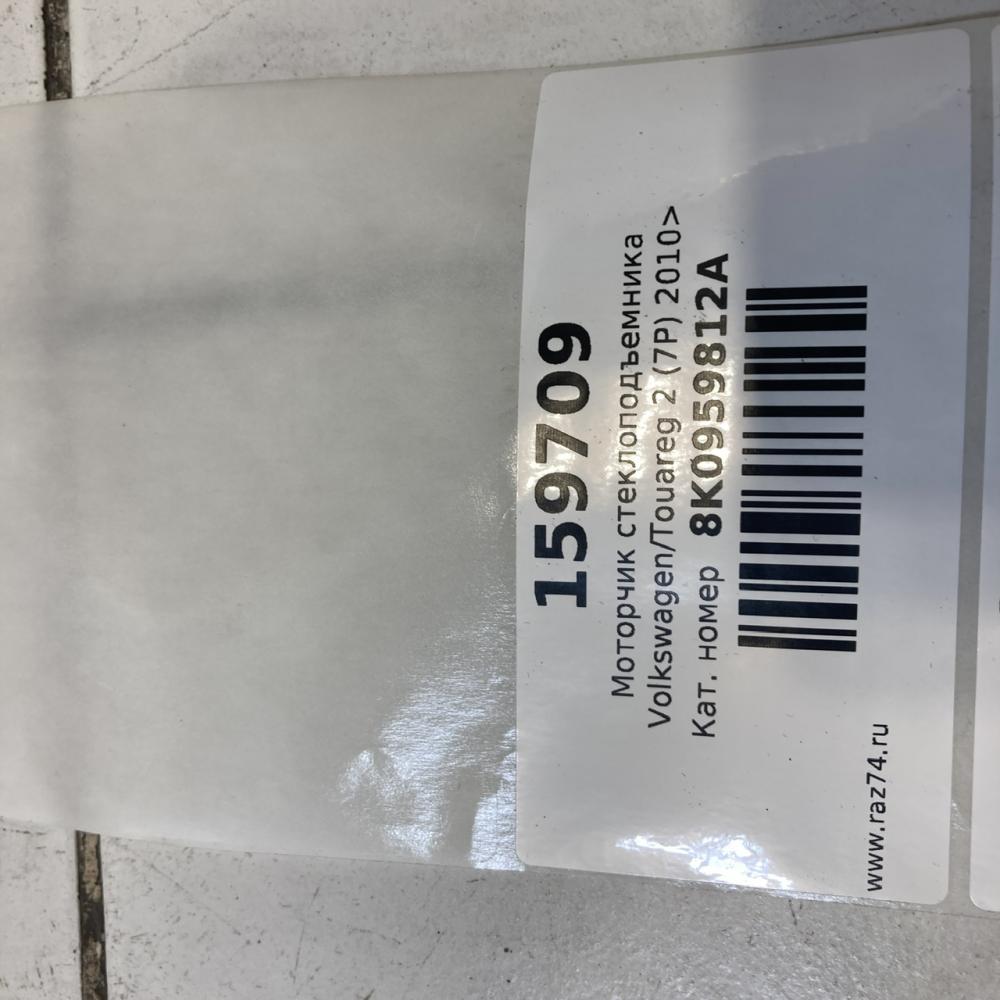 159709
Моторчик стеклоподъемника
Volkswagen/Touareg 2 (7P) 2010>
Кат. номер 8K0959812A
www.raz74.ru